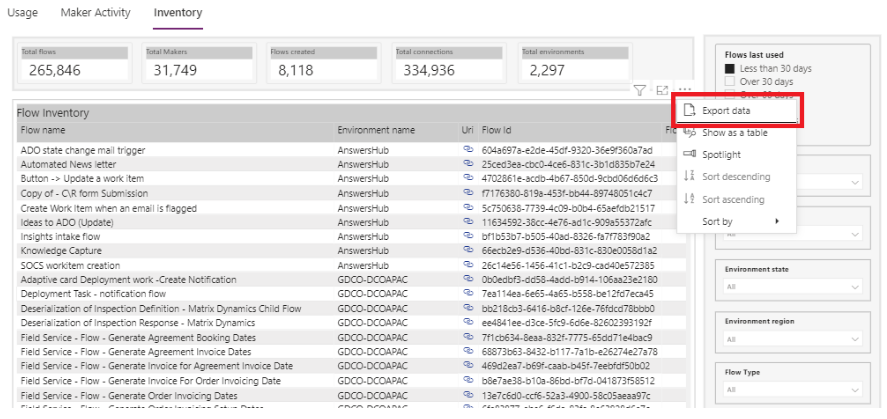 Usage Maker Activity Inventory
Total flows Total Makers Flows created Total connections Total environments
265,846 31,749 8,118 334,936 2,297
Flows last used
Less than 30 days
Over 30 days
Export data
Show as a table
Spotlight
Sort descending
Sort ascending
Sort by
Flow Inventory
Flow name Environment name Uri Flow Id
ADO state change mail trigger AnswersHub 604a697a-e2de-45df-9320-36e9f360a7ad
Automated News letter AnswersHub 25ced3ea-cbc0-4ce6-831c-3b1d835b7e24
Button -> Update a work item AnswersHub 4702861e-acdb-4b67-850d-9cbd06d6d6c3
Copy of - C\R form Submission AnswersHub f7176380-819a-453f-bb44-89748051c4c7
Create Work Item when an email is flagged AnswersHub 5c750638-7739-4c09-b0b4-65aefdb21517
Ideas to ADO (Update) AnswersHub 11634592-38cc-4e76-ad1c-909a55372afc
Insights intake flow AnswersHub bf1b53b7-b505-40ad-8326-fa7f783f90a2
Knowledge Capture AnswersHub 66ecb2e9-d536-40bd-831c-830e0058d1a2
SOCS workitem creation AnswersHub 26c14e56-1456-41c1-b2c9-cad40e572385
Adaptive card Deployment work -Create Notification GDCO-DCOAPAC 0b0edbf3-dd58-4add-b914-106aa23e2180
Deployment Task - notification flow GDCO-DCOAPAC 7ea114ea-6e65-4a65-b558-be12fd7eca45
Deserialization of Inspection Definition - Matrix Dynamics Child Flow GDCO-DCOAPAC bb218cb3-6416-b8cf-126e-76fdcd78bbb0
Deserialization of Inspection Response - Matrix Dynamics GDCO-DCOAPAC ee4841ee-d3ce-5fc9-6d6e-82602393192f
Field Service - Flow - Generate Agreement Booking Dates GDCO-DCOAPAC 7f1cb634-8eaa-832f-7775-65dd71e4bac9
Field Service - Flow - Generate Agreement Invoice Dates GDCO-DCOAPAC 68873b63-8432-b117-7a1b-e26274e27a78
Field Service - Flow - Generate Invoice for Agreement Invoice Date GDCO-DCOAPAC 469d2ea7-b69f-caab-b45f-7eebfdf50b02
Field Service - Flow - Generate Invoice For Order Invoicing Date GDCO-DCOAPAC b8e7ae38-b10a-86bd-bf7d-041873f58512
Field Service - Flow - Generate Order Invoicing Dates GDCO-DCOAPAC 13e7c6d0-ccf6-52a3-4900-58c05aeaa97c
All
Environment state
All
Environment region
All
Flow Type
All